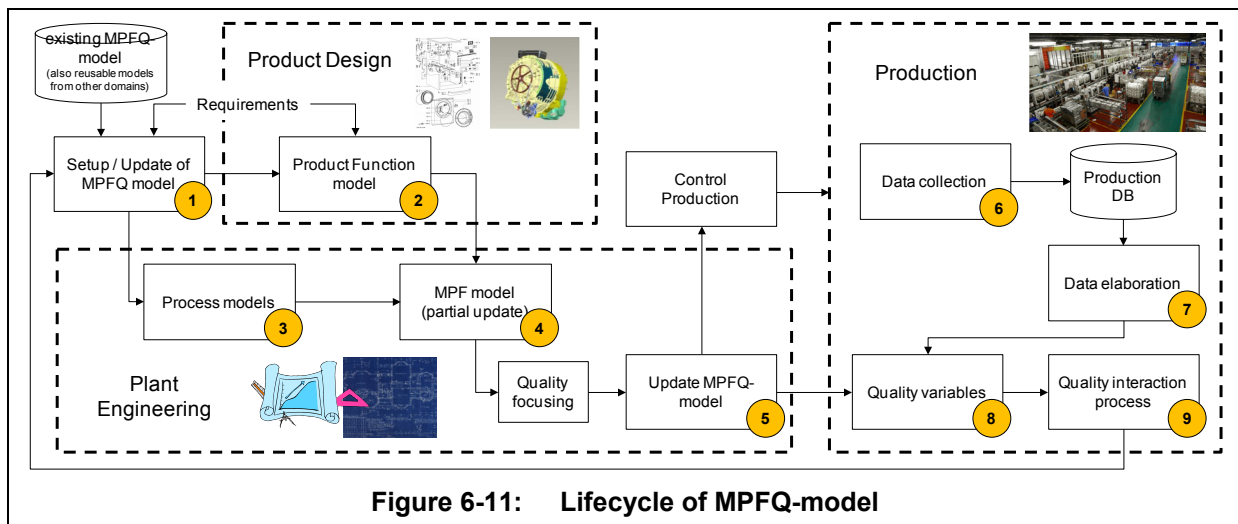 existing MPFQ-
model
(also reusable models
from other domains)
Product Design
Production
Requirements
Setup / Update of
MPFQ model
1
Product Function
model
2
Control
Production
Data collection
6
Production
DB
Process models
3
MPF model
(partial update)
4
Data elaboration
7
Plant
Engineering
Quality
focusing
Update MPFQ-
model
5
Quality variables
8
Quality interaction
process
9
Figure 6-11: Lifecycle of MPFQ-model